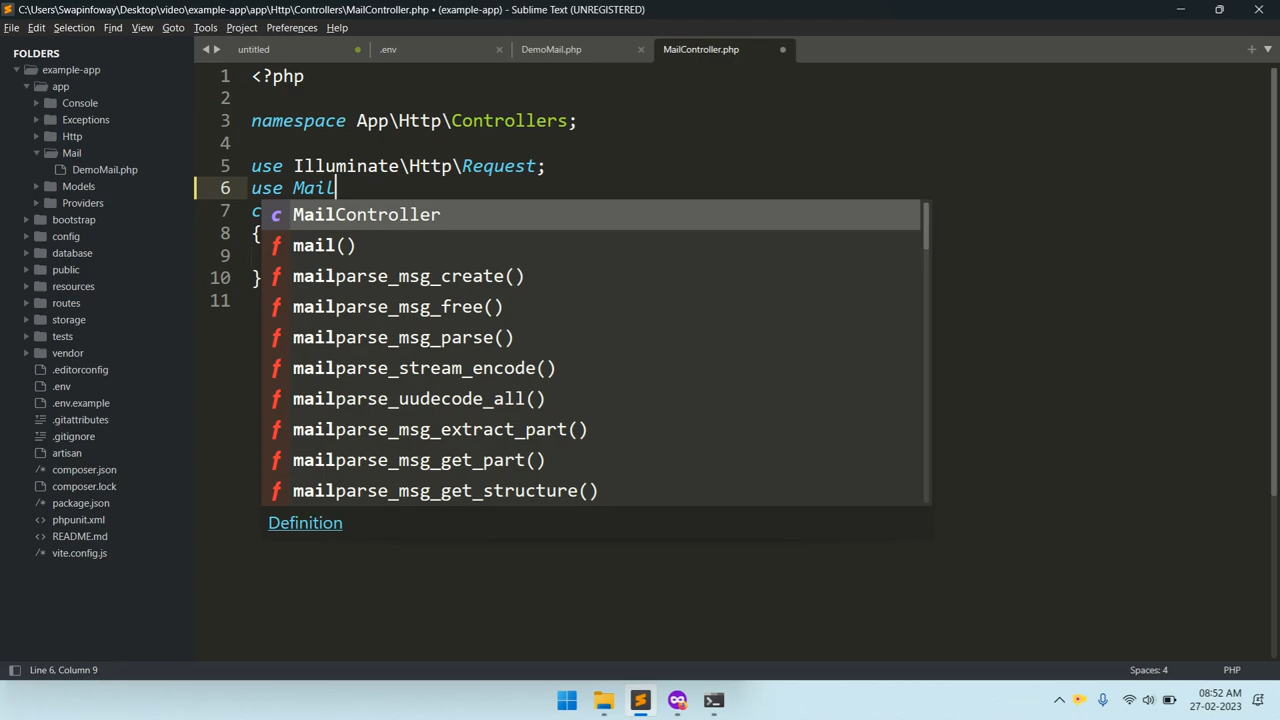 C:\Users\Swapinfoway\Desktop\video\example-app\app\Http\Controllers\MailController.php • (example-app) - Sublime Text (UNREGISTERED)
File Edit Selection Find View Goto Tools Project Preferences Help
FOLDERS
example-app
app
Console
Exceptions
Http
Mail
DemoMail.php
Models
Providers
bootstrap
config
database
public
resources
routes
storage
tests
vendor
.editorconfig
.env
.env.example
.gitattributes
.gitignore
artisan
composer.json
composer.lock
package.json
phpunit.xml
README.md
vite.config.js
untitled .env DemoMail.php MailController.php
1 <?php
2
3 namespace App\Http\Controllers;
4
5 use Illuminate\Http\Request;
6 use Mail
7 c
8 {
9
10 }
11
c MailController
f mail()
f mailparse_msg_create()
f mailparse_msg_free()
f mailparse_msg_parse()
f mailparse_stream_encode()
f mailparse_uudecode_all()
f mailparse_msg_extract_part()
f mailparse_msg_get_part()
f mailparse_msg_get_structure()
Definition
Line 6, Column 9 Spaces: 4 PHP
08:52 AM
27-02-2023